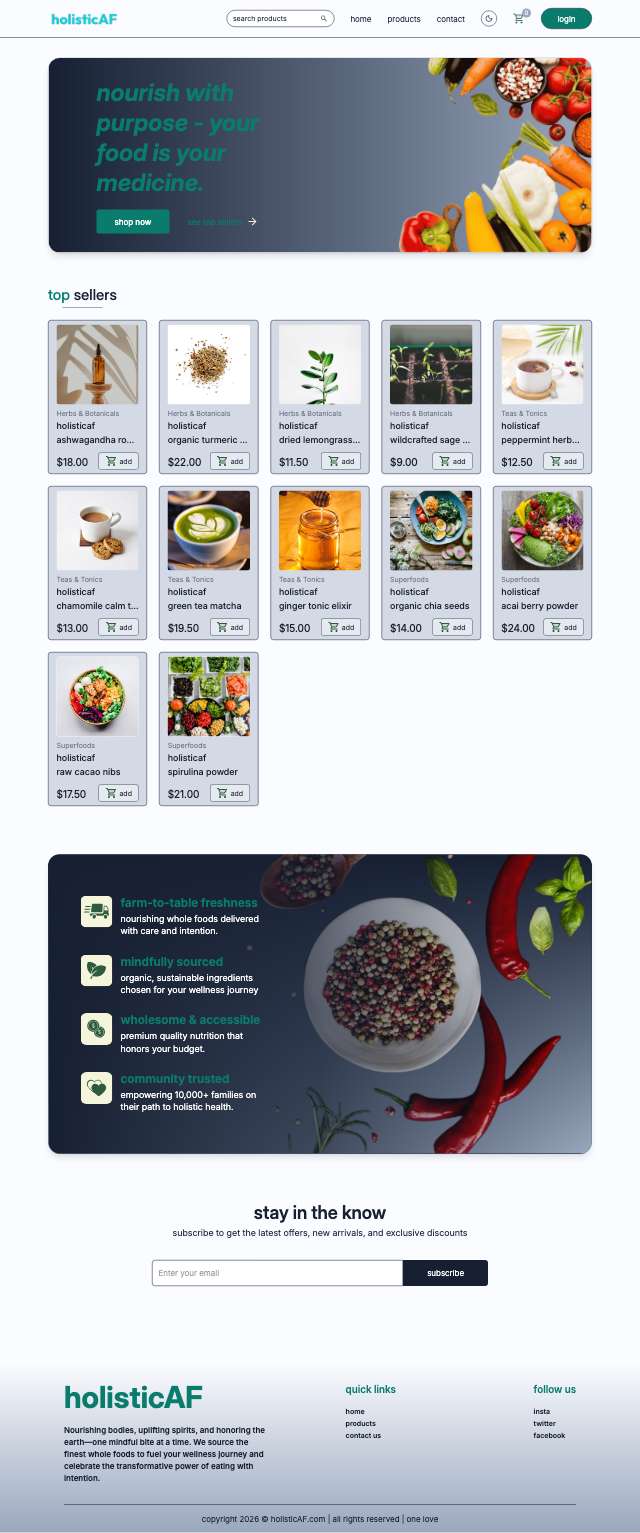 holisticAF
search products
home
products
contact
0
login
nourish with
purpose - your
food is your
medicine.
shop now
see top sellers
top sellers
Herbs & Botanicals
holisticaf
ashwagandha ro...
$18.00
add
Herbs & Botanicals
holisticaf
organic turmeric ...
$22.00
add
Herbs & Botanicals
holisticaf
dried lemongrass...
$11.50
add
Herbs & Botanicals
holisticaf
wildcrafted sage ...
$9.00
add
Teas & Tonics
holisticaf
peppermint herb...
$12.50
add
Teas & Tonics
holisticaf
chamomile calm t...
$13.00
add
Teas & Tonics
holisticaf
green tea matcha
$19.50
add
Teas & Tonics
holisticaf
ginger tonic elixir
$15.00
add
Superfoods
holisticaf
organic chia seeds
$14.00
add
Superfoods
holisticaf
acai berry powder
$24.00
add
Superfoods
holisticaf
raw cacao nibs
$17.50
add
Superfoods
holisticaf
spirulina powder
$21.00
add
farm-to-table freshness
nourishing whole foods delivered
with care and intention.
mindfully sourced
organic, sustainable ingredients
chosen for your wellness journey
wholesome & accessible
premium quality nutrition that
honors your budget.
community trusted
empowering 10,000+ families on
their path to holistic health.
stay in the know
subscribe to get the latest offers, new arrivals, and exclusive discounts
Enter your email
subscribe
holisticAF
Nourishing bodies, uplifting spirits, and honoring the
earth—one mindful bite at a time. We source the
finest whole foods to fuel your wellness journey and
celebrate the transformative power of eating with
intention.
quick links
home
products
contact us
follow us
insta
twitter
facebook
copyright 2026 © holisticAF.com | all rights reserved | one love